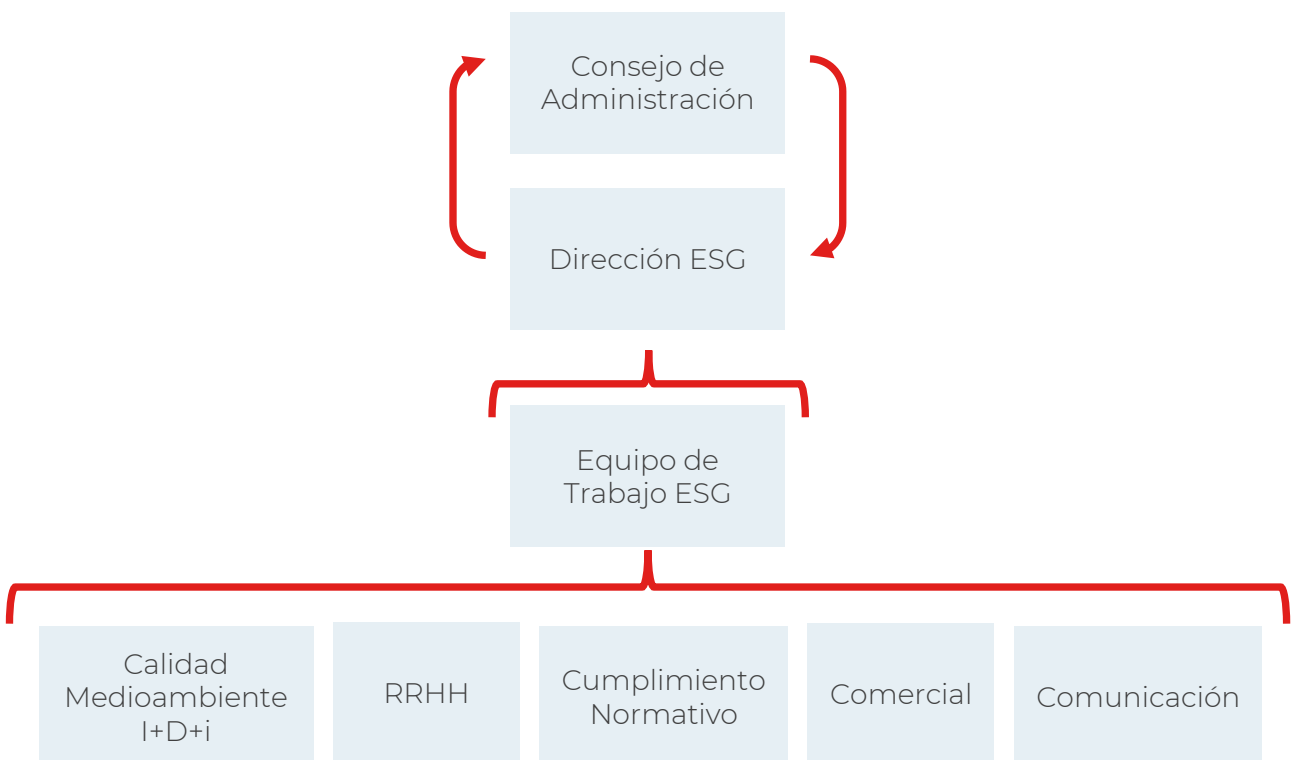 Consejo de
Administración
Dirección ESG
Equipo de
Trabajo ESG
Calidad
Medioambiente
I+D+i
RRHH
Cumplimiento
Normativo
Comercial
Comunicación